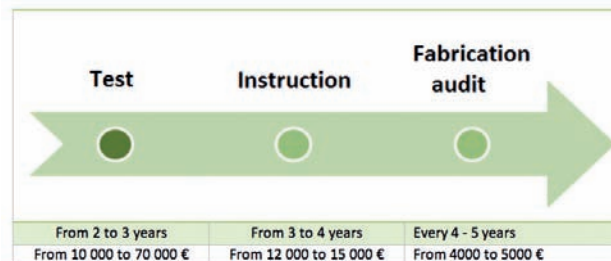 Test
Instruction
Fabrication
audit
From 2 to 3 years
From 3 to 4 years
Every 4 - 5 years
From 10 000 to 70 000 €
From 12 000 to 15 000 €
From 4000 to 5000 €